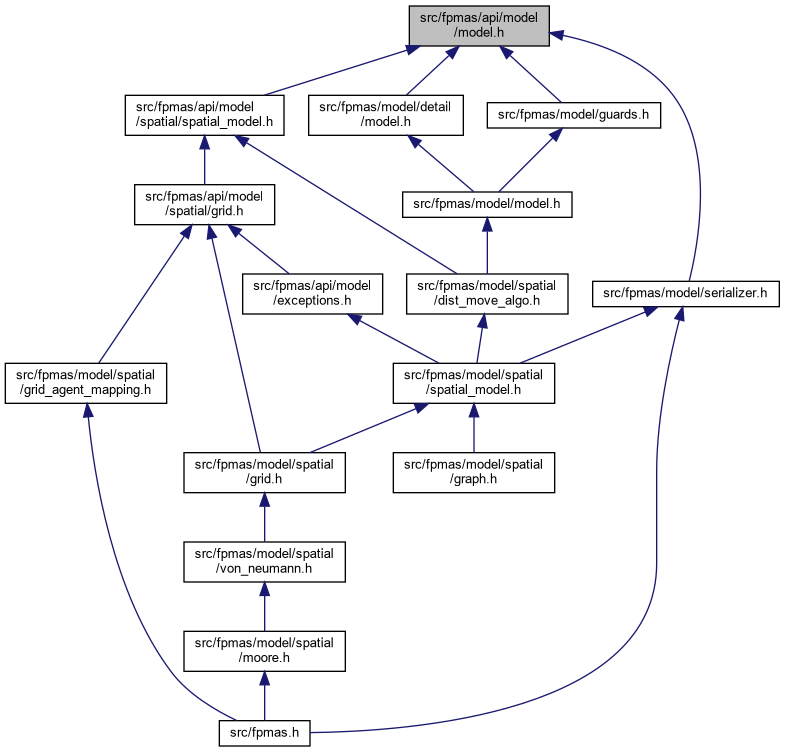 src/fpmas/api/model
/model.h
src/fpmas/api/model
/spatial/spatial_model.h
src/fpmas/model/detail
/model.h
src/fpmas/model/guards.h
src/fpmas/api/model
/spatial/grid.h
src/fpmas/model/model.h
src/fpmas/api/model
/exceptions.h
src/fpmas/model/spatial
/dist_move_algo.h
src/fpmas/model/serializer.h
src/fpmas/model/spatial
/grid_agent_mapping.h
src/fpmas/model/spatial
/spatial_model.h
src/fpmas/model/spatial
/grid.h
src/fpmas/model/spatial
/graph.h
src/fpmas/model/spatial
/von_neumann.h
src/fpmas/model/spatial
/moore.h
src/fpmas.h